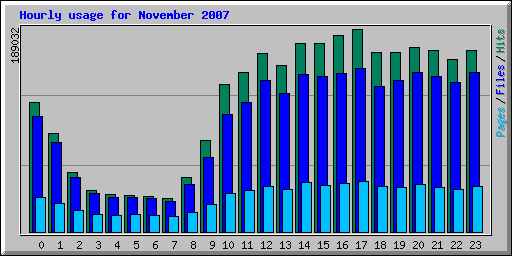 Hourly usage for November 2007
189032
Pages/Files/Hits
0 1 2 3 4 5 6 7 8 9 10 11 12 13 14 15 16 17 18 19 20 21 22 23